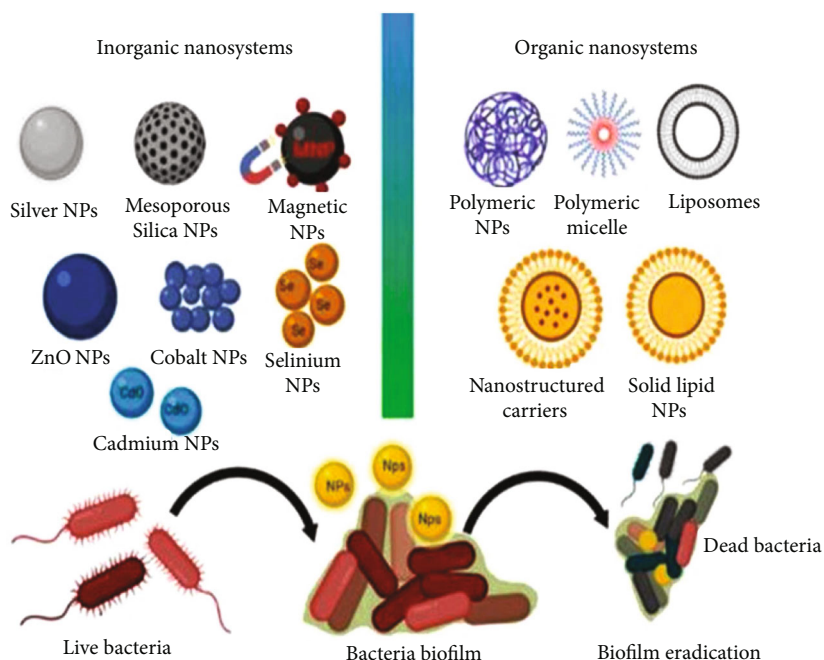 Inorganic nanosystems
Organic nanosystems
MNP
Silver NPs
Mesoporous
Silica NPs
Magnetic
NPs
Polymeric
NPs
Polymeric
micelle
Liposomes
Se
Se
Se
Se
ZnO NPs
Cobalt NPs
Selinium
NPs
Nanostructured
carriers
Solid lipid
NPs
CdO
CdO
Cadmium NPs
NPs
Nps
Nps
Dead bacteria
Live bacteria
Bacteria biofilm
Biofilm eradication